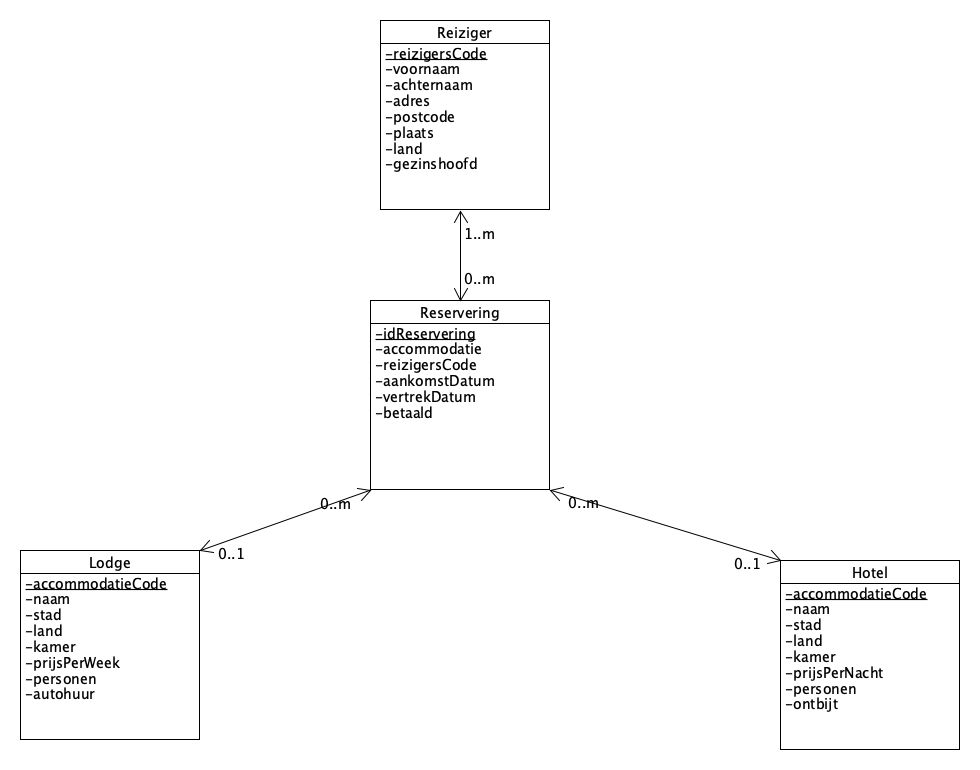 Reiziger
-reizigersCode
-voornaam
-achternaam
-adres
-postcode
-plaats
-land
-gezinshoofd
1..m
0..m
Reservering
-idReservering
-accommodatie
-reizigersCode
-aankomstDatum
-vertrekDatum
-betaald
0..m
0..1
0..m
0..1
Lodge
-accommodatieCode
-naam
-stad
-land
-kamer
-prijsPerWeek
-personen
-autohuur
Hotel
-accommodatieCode
-naam
-stad
-land
-kamer
-prijsPerNacht
-personen
-ontbijt